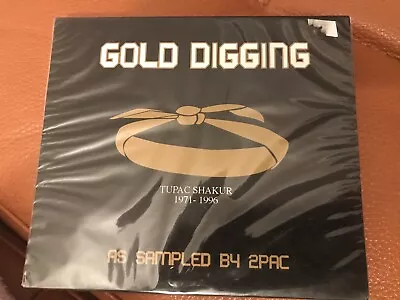 GOLD DIGGING
TUPAC SHAKUR
1971- 1996
AS SAMPLED BY 2PAC